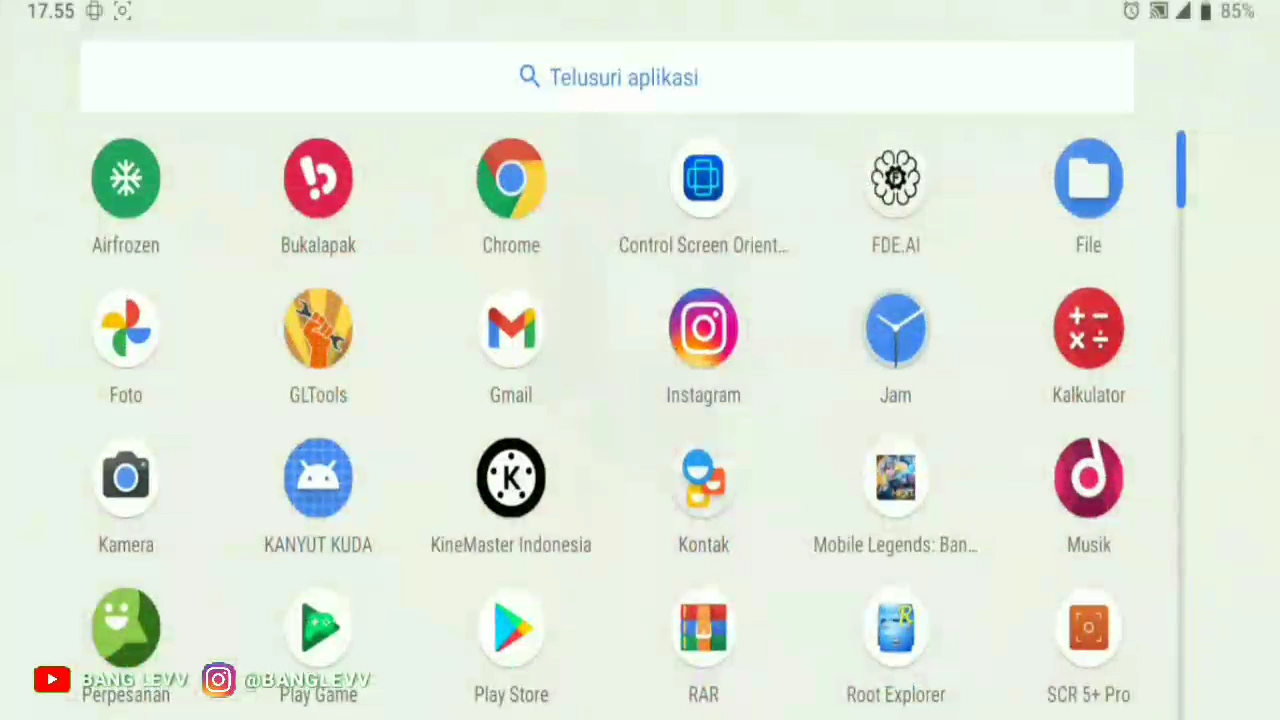 17.55
85%
Telusuri aplikasi
Airfrozen
Bukalapak
Chrome
Control Screen Orient...
FDE.AI
File
Foto
GLTools
Gmail
Instagram
Jam
Kalkulator
Kamera
KANYUT KUDA
KineMaster Indonesia
Kontak
Mobile Legends: Ban...
Musik
Perpesanan
Play Game
Play Store
RAR
Root Explorer
SCR 5+ Pro
BANG LEVV
@BANGLEVV